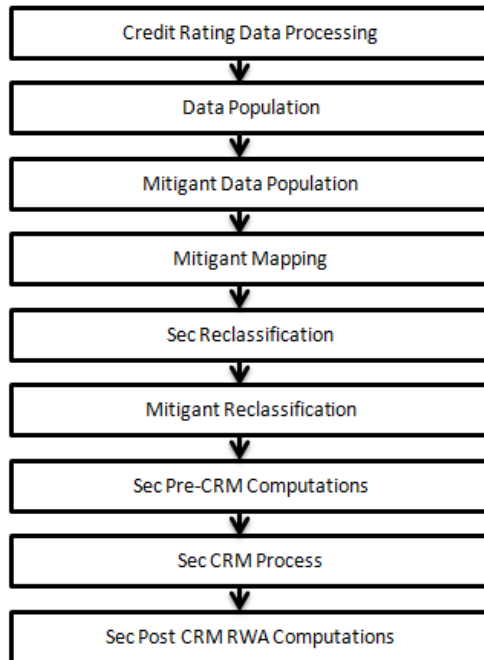 Credit Rating Data Processing
Data Population
Mitigant Data Population
Mitigant Mapping
Sec Reclassification
Mitigant Reclassification
Sec Pre-CRM Computations
Sec CRM Process
Sec Post CRM RWA Computations